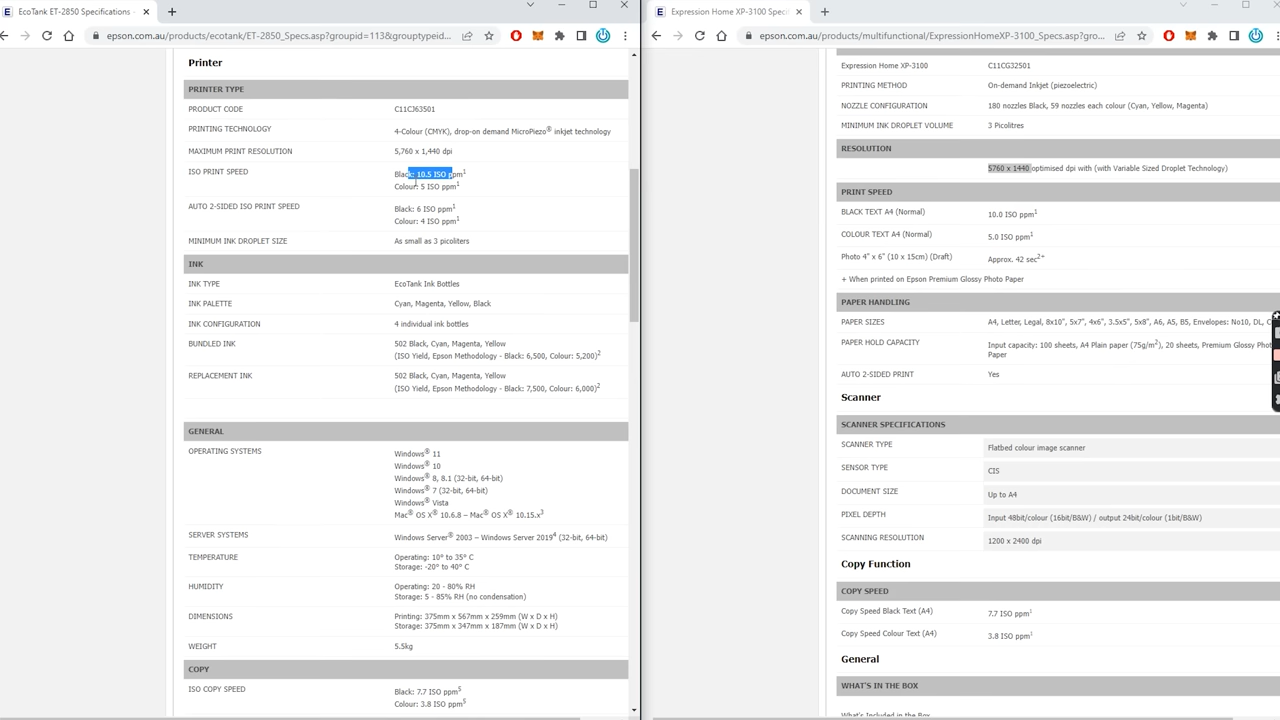 EcoTank ET-2850 Specifications -
epson.com.au/products/ecotank/ET-2850_Specs.asp?groupid=113&grouptypeid...
Printer
PRINTER TYPE
PRODUCT CODE C11CJ63501
PRINTING TECHNOLOGY 4-Colour (CMYK), drop-on demand MicroPiezo® inkjet technology
MAXIMUM PRINT RESOLUTION 5,760 x 1,440 dpi
ISO PRINT SPEED Black: 10.5 ISO ppm1
Colour: 5 ISO ppm1
AUTO 2-SIDED ISO PRINT SPEED Black: 6 ISO ppm1
Colour: 4 ISO ppm1
MINIMUM INK DROPLET SIZE As small as 3 picoliters
INK
INK TYPE EcoTank Ink Bottles
INK PALETTE Cyan, Magenta, Yellow, Black
INK CONFIGURATION 4 individual ink bottles
BUNDLED INK 502 Black, Cyan, Magenta, Yellow
(ISO Yield, Epson Methodology - Black: 6,500, Colour: 5,200)2
REPLACEMENT INK 502 Black, Cyan, Magenta, Yellow
(ISO Yield, Epson Methodology - Black: 7,500, Colour: 6,000)2
GENERAL
OPERATING SYSTEMS Windows® 11
Windows® 10
Windows® 8, 8.1 (32-bit, 64-bit)
Windows® 7 (32-bit, 64-bit)
Windows® Vista
Mac® OS X® 10.6.8 – Mac® OS X® 10.15.x3
SERVER SYSTEMS Windows Server® 2003 – Windows Server 20194 (32-bit, 64-bit)
TEMPERATURE Operating: 10° to 35° C
Storage: -20° to 40° C
HUMIDITY Operating: 20 - 80% RH
Storage: 5 - 85% RH (no condensation)
DIMENSIONS Printing: 375mm x 567mm x 259mm (W x D x H)
Storage: 375mm x 347mm x 187mm (W x D x H)
WEIGHT 5.5kg
COPY
ISO COPY SPEED Black: 7.7 ISO ppm5
Colour: 3.8 ISO ppm5
Expression Home XP-3100 Specif
epson.com.au/products/multifunctional/ExpressionHomeXP-3100_Specs.asp?gro...
Expression Home XP-3100 C11CG32501
PRINTING METHOD On-demand Inkjet (piezoelectric)
NOZZLE CONFIGURATION 180 nozzles Black, 59 nozzles each colour (Cyan, Yellow, Magenta)
MINIMUM INK DROPLET VOLUME 3 Picolitres
RESOLUTION
5760 x 1440 optimised dpi with (with Variable Sized Droplet Technology)
PRINT SPEED
BLACK TEXT A4 (Normal) 10.0 ISO ppm1
COLOUR TEXT A4 (Normal) 5.0 ISO ppm1
Photo 4" x 6" (10 x 15cm) (Draft) Approx. 42 sec2+
+ When printed on Epson Premium Glossy Photo Paper
PAPER HANDLING
PAPER SIZES A4, Letter, Legal, 8x10", 5x7", 4x6", 3.5x5", 5x8", A6, A5, B5, Envelopes: No10, DL, C
PAPER HOLD CAPACITY Input capacity: 100 sheets, A4 Plain paper (75g/m2), 20 sheets, Premium Glossy Phot
Paper
AUTO 2-SIDED PRINT Yes
Scanner
SCANNER SPECIFICATIONS
SCANNER TYPE Flatbed colour image scanner
SENSOR TYPE CIS
DOCUMENT SIZE Up to A4
PIXEL DEPTH Input 48bit/colour (16bit/B&W) / output 24bit/colour (1bit/B&W)
SCANNING RESOLUTION 1200 x 2400 dpi
Copy Function
COPY SPEED
Copy Speed Black Text (A4) 7.7 ISO ppm1
Copy Speed Colour Text (A4) 3.8 ISO ppm1
General
WHAT'S IN THE BOX
What's Included in the Box